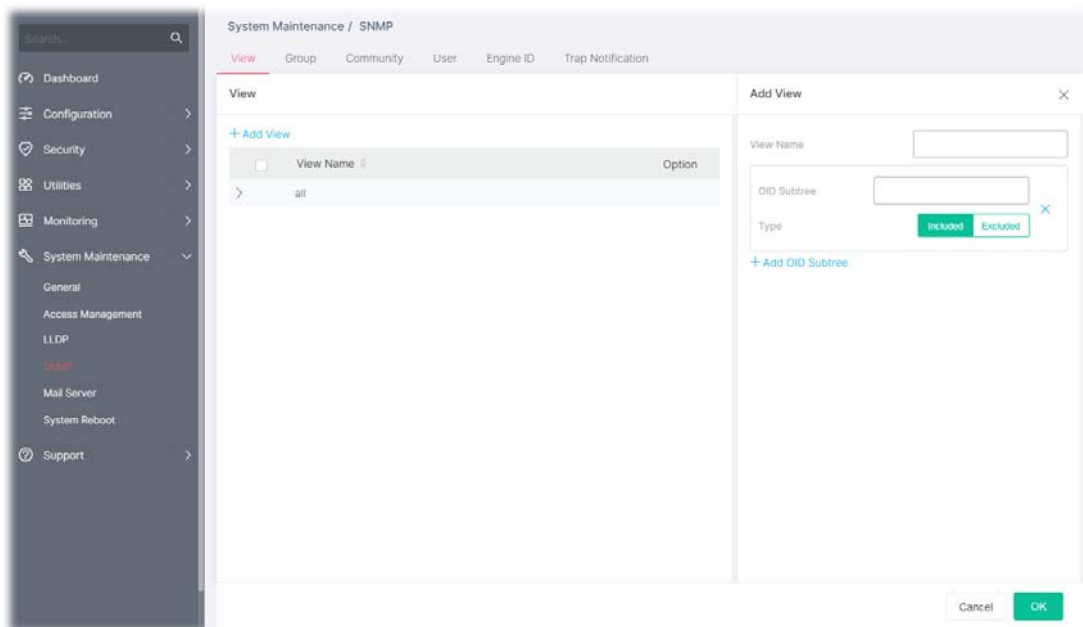 Search...
Dashboard
Configuration
Security
Utilities
Monitoring
System Maintenance
General
Access Management
LLDP
SNMP
Mail Server
System Reboot
Support
System Maintenance / SNMP
View Group Community User Engine ID Trap Notification
View
+ Add View
View Name Option
all
Add View
View Name
OID Subtree
Type Included Excluded
+ Add OID Subtree
Cancel OK